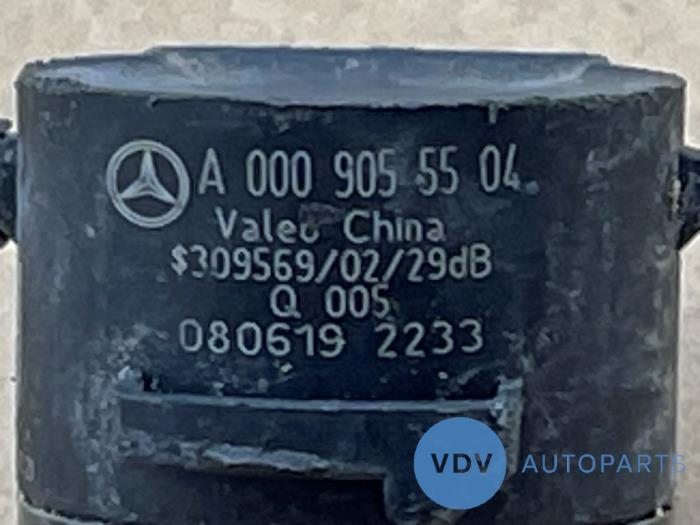 A 000 905 55 04
Valeo China
$309569/02/29dB
Q 005
080619 2233
VDV AUTOPARTS